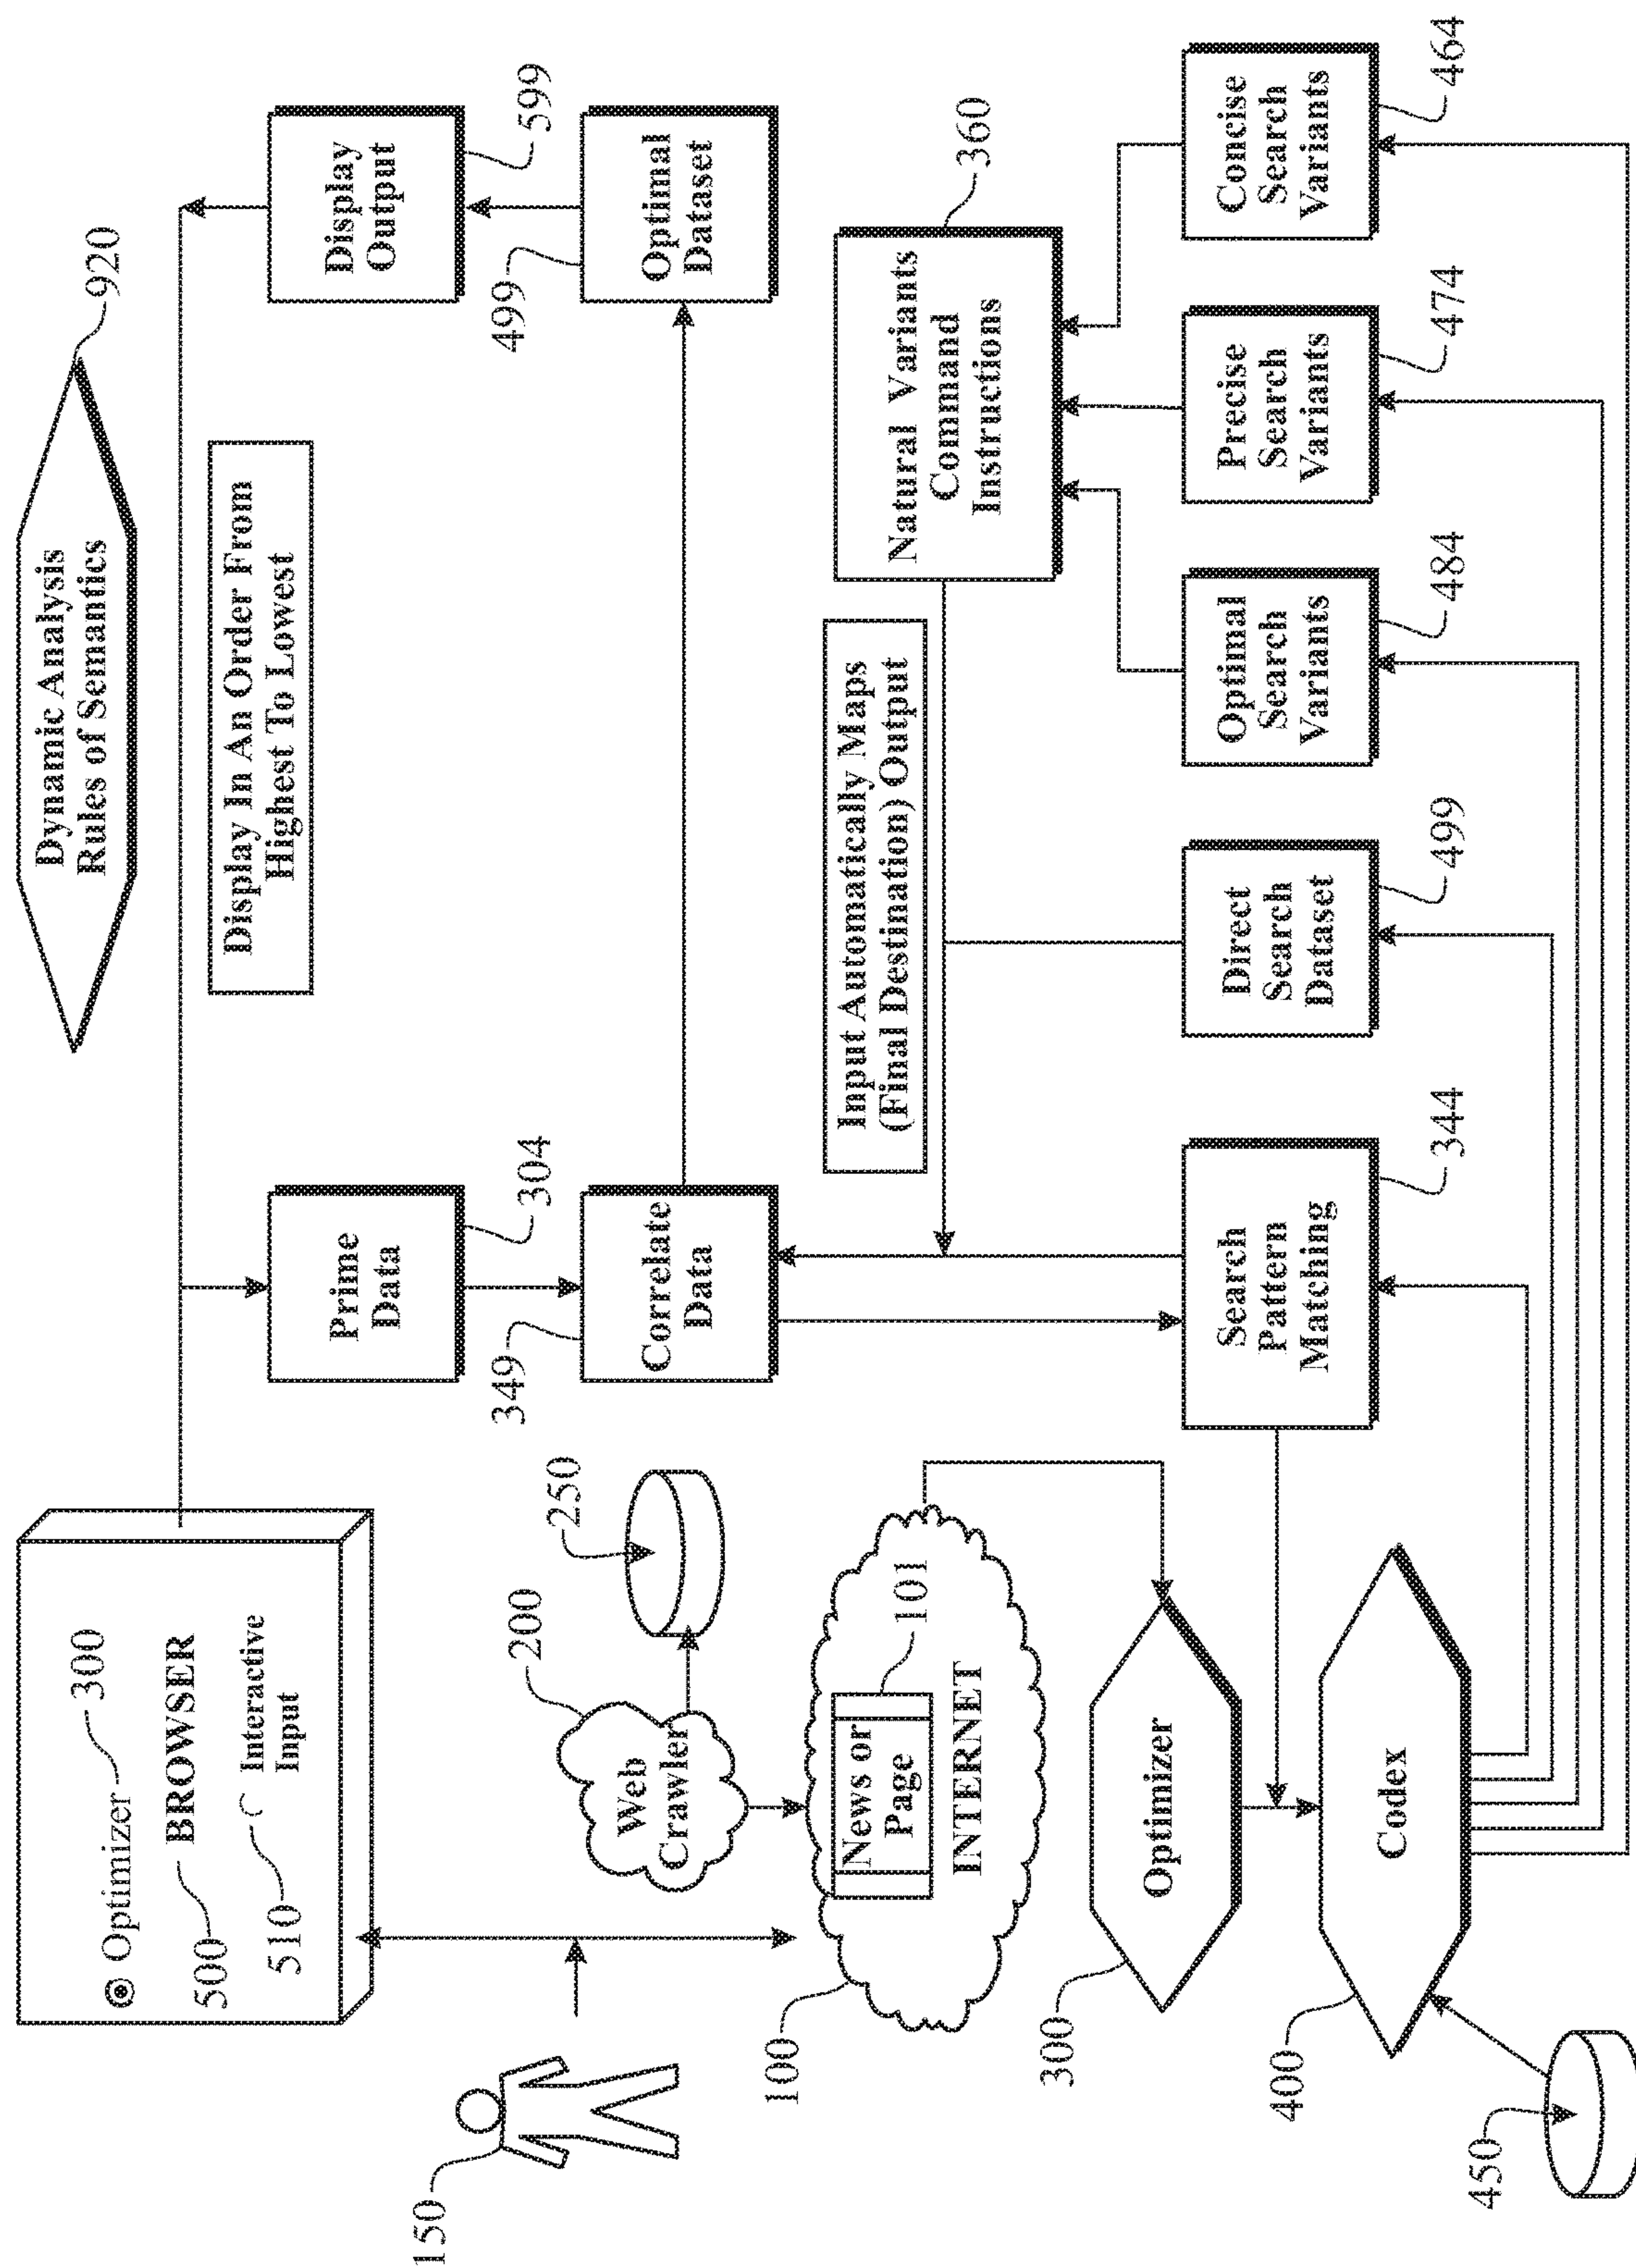 Dynamic Analysis
Rules of Semantics
920
Optimizer
300
500
BROWSER
510
Interactive
Input
Display In An Order From
Highest To Lowest
Prime
Data
304
Display
Output
599
150
200
Web
Crawler
250
349
Correlate
Data
499
Optimal
Dataset
100
News or
Page
101
INTERNET
Input Automatically Maps
(Final Destination) Output
Natural Variants
Command
Instructions
360
300
Optimizer
Search
Pattern
Matching
344
Direct
Search
Dataset
499
Optimal
Search
Variants
484
Precise
Search
Variants
474
Concise
Search
Variants
464
400
Codex
450